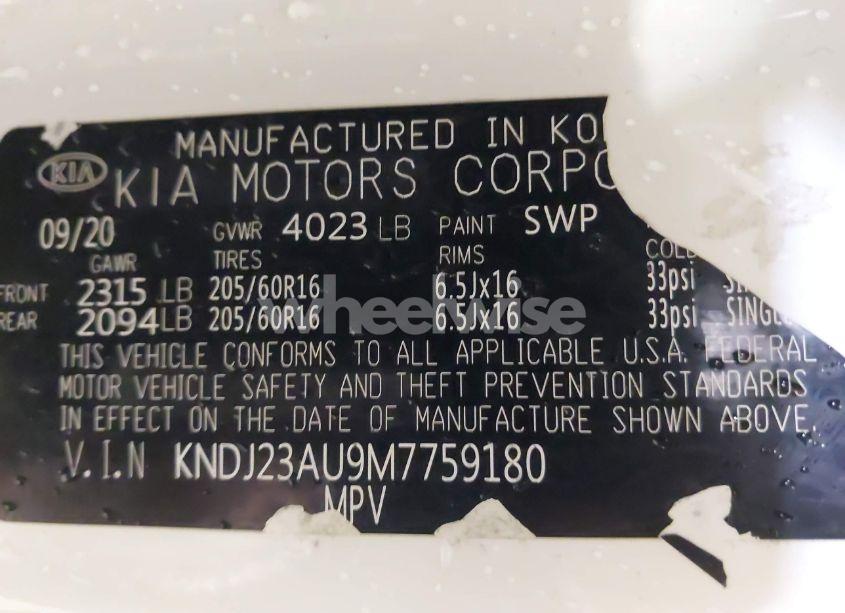 MANUFACTURED IN KO
KIA KIA MOTORS CORPO
09/20 GVWR 4023 LB PAINT SWP
GAWR TIRES RIMS COLD
FRONT 2315 LB 205/60R16 6.5Jx16 33psi
REAR 2094LB 205/60R16 6.5Jx16 33psi SINGL
wheelwise
THIS VEHICLE CONFORMS TO ALL APPLICABLE U.S.A. FEDERAL
MOTOR VEHICLE SAFETY AND THEFT PREVENTION STANDARDS
IN EFFECT ON THE DATE OF MANUFACTURE SHOWN ABOVE.
V.I.N KNDJ23AU9M7759180
MPV